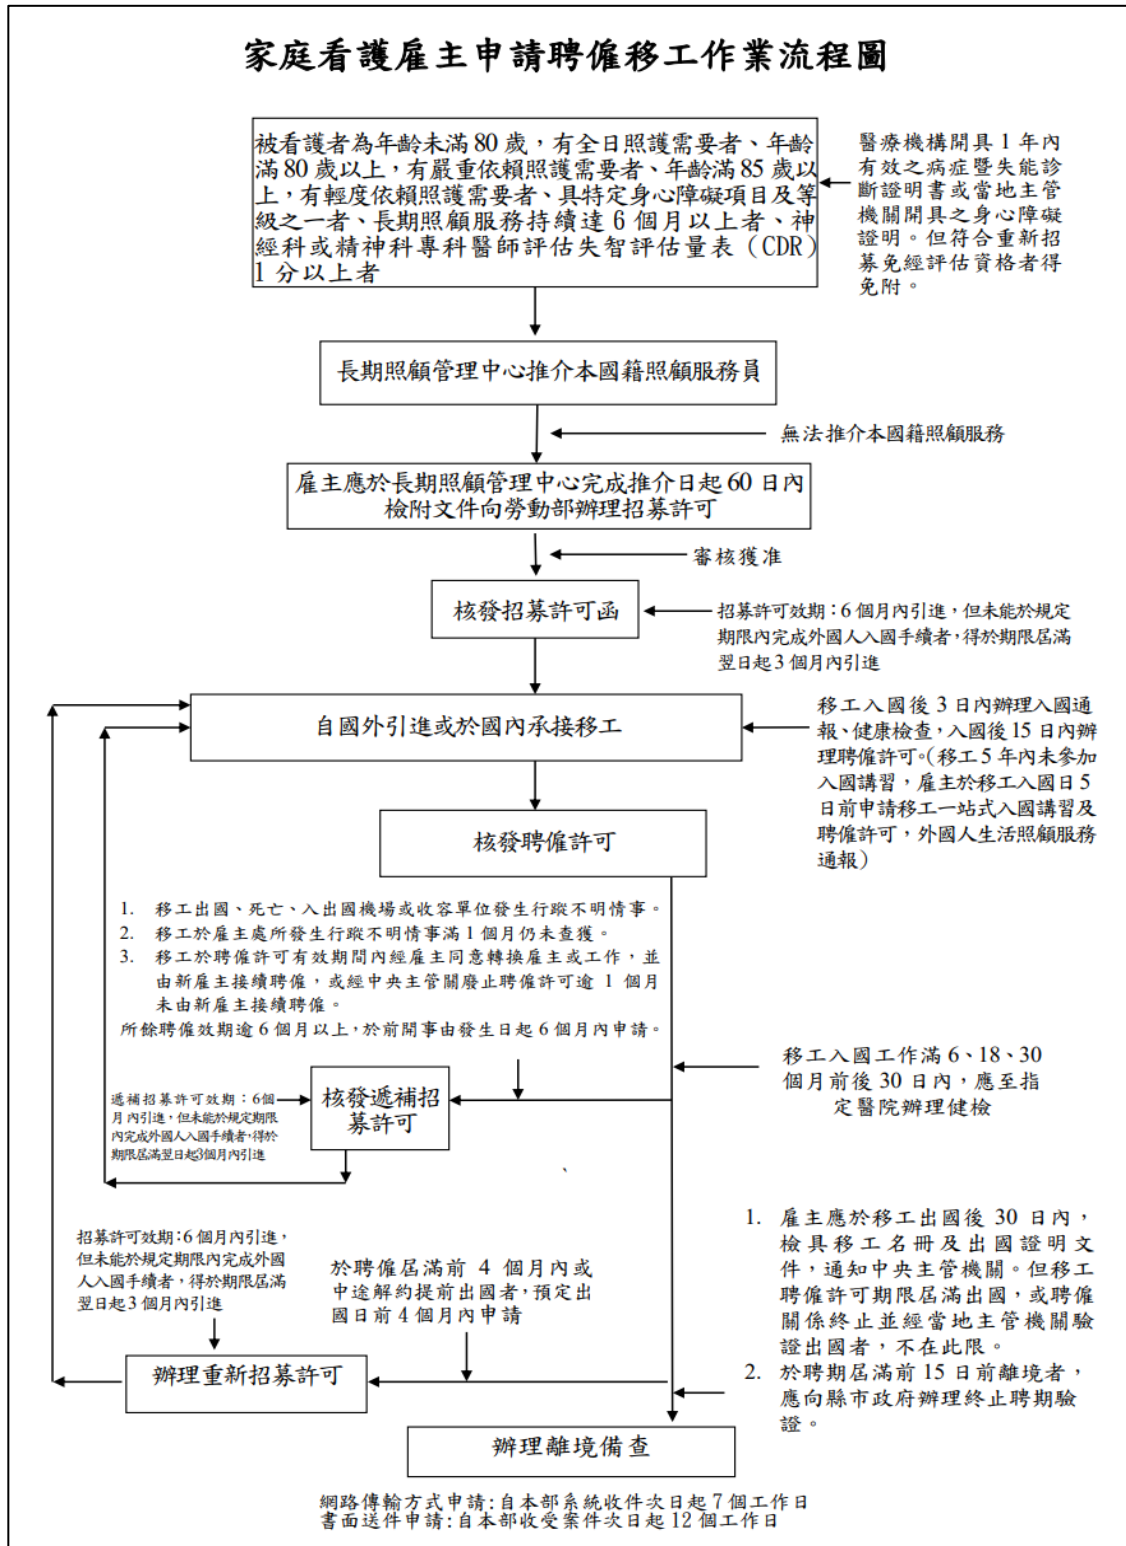 家庭看護雇主申請聘僱移工作業流程圖
被看護者為年齡未滿80歲，有全日照護需要者、年齡
滿80歲以上，有嚴重依賴照護需要者、年齡滿85歲以
上，有輕度依賴照護需要者、具特定身心障礙項目及等
級之一者、長期照顧服務持續達6個月以上者、神
經科或精神科專科醫師評估失智評估量表（CDR）
1分以上者
醫療機構開具1年內
有效之病症暨失能診
斷證明書或當地主管
機關開具之身心障礙
證明。但符合重新招
募免經評估資格者得
免附。
長期照顧管理中心推介本國籍照顧服務員
無法推介本國籍照顧服務
雇主應於長期照顧管理中心完成推介日起60日內
檢附文件向勞動部辦理招募許可
審核獲准
核發招募許可函
招募許可效期：6個月內引進，但未能於規定
期限內完成外國人入國手續者，得於期限屆滿
翌日起3個月內引進
自國外引進或於國內承接移工
移工入國後3日內辦理入國通
報、健康檢查，入國後15日內辦
理聘僱許可。(移工5年內未參加
入國講習，雇主於移工入國日5
日前申請移工一站式入國講習及
聘僱許可，外國人生活照顧服務
通報）
核發聘僱許可
1. 移工出國、死亡、入出國機場或收容單位發生行蹤不明情事。
2. 移工於雇主處所發生行蹤不明情事滿1個月仍未查獲。
3. 移工於聘僱許可有效期間內經雇主同意轉換雇主或工作，並
由新雇主接續聘僱，或經中央主管關廢止聘僱許可逾1個月
未由新雇主接續聘僱。
所餘聘僱效期逾6個月以上，於前開事由發生日起6個月內申請。
移工入國工作滿6、18、30
個月前後30日內，應至指
定醫院辦理健檢
遞補招募許可效期：6個
月內引進，但未能於規定期限
內完成外國人入國手續者，得於
期限屆滿翌日起3個月內引進
核發遞補招
募許可
、
招募許可效期：6個月內引進，
但未能於規定期限內完成外國
人入國手續者，得於期限屆滿
翌日起3個月內引進
於聘僱屆滿前4個月內或
中途解約提前出國者，預定出
國日前4個月內申請
1. 雇主應於移工出國後30日內，
檢具移工名冊及出國證明文
件，通知中央主管機關。但移工
聘僱許可期限屆滿出國，或聘僱
關係終止並經當地主管機關驗
證出國者，不在此限。
2. 於聘期屆滿前15日前離境者，
應向縣市政府辦理終止聘期驗
證。
辦理重新招募許可
辦理離境備查
網路傳輸方式申請:自本部系統收件次日起7個工作日
書面送件申請:自本部收受案件次日起12個工作日